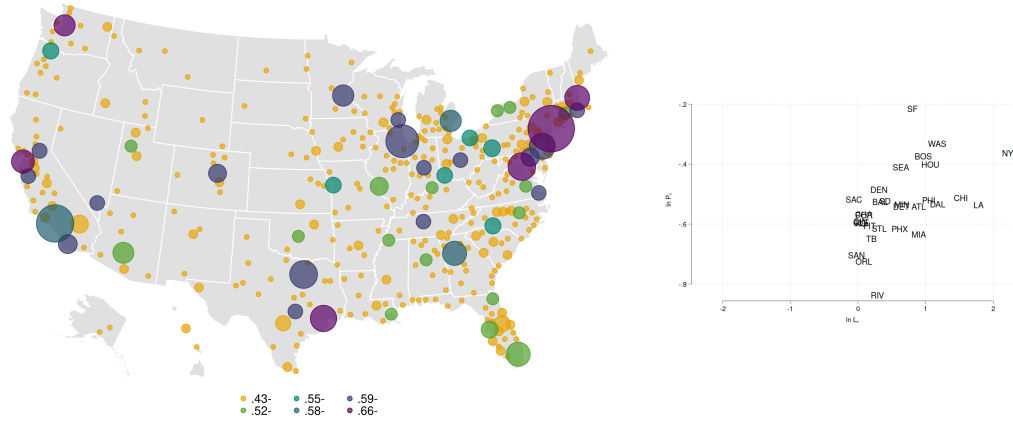 .43- .55- .59-
.52- .58- .66-
ln Pᵣ
-.2
-.4
-.6
-.8
SF
WAS
NY
BOS
HOU
SEA
DEN
SAC
SD
PHI
CHI
MIN
DET
ATL
DAL
LA
STL
PHX
MIA
TB
SAN
ORL
RIV
-2 -1 0 1 2
ln Lᵣ